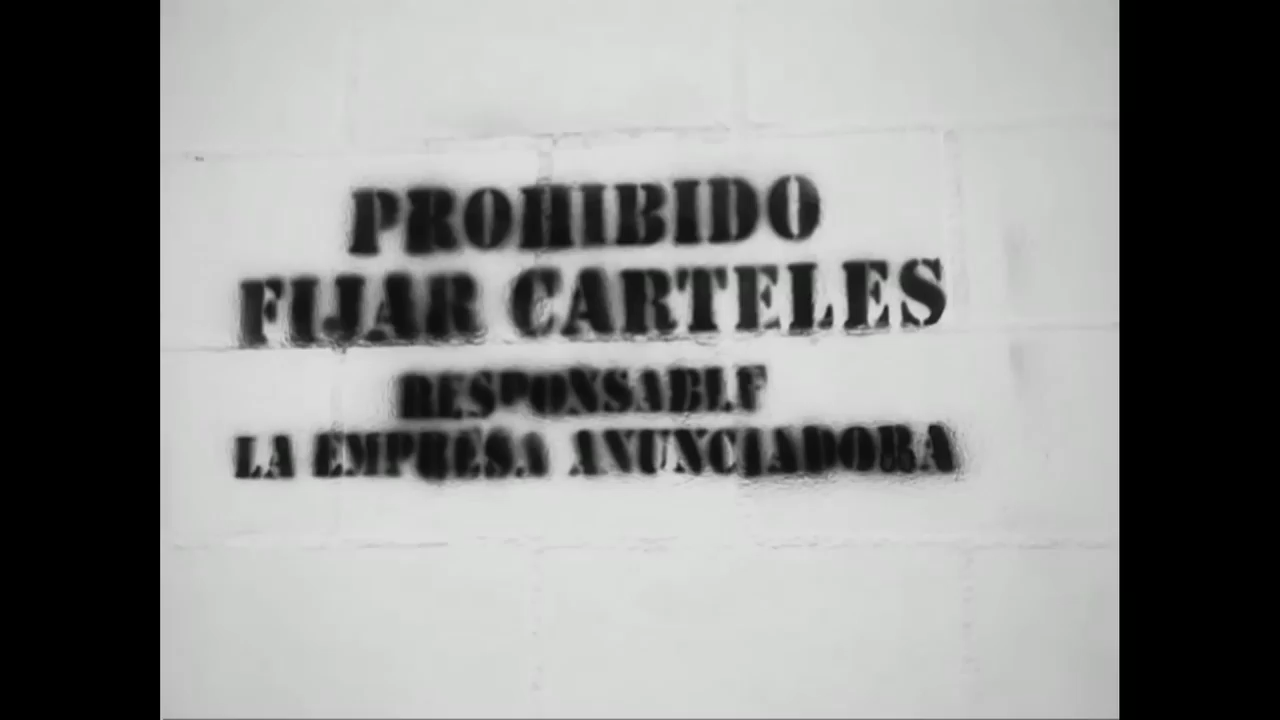 PROHIBIDO
FIJAR CARTELES
RESPONSABLE
LA EMPRESA ANUNCIADORA